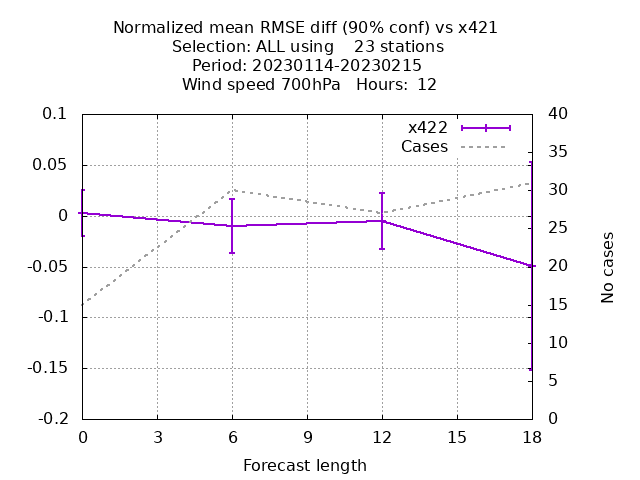 Normalized mean RMSE diff (90% conf) vs x421
Selection: ALL using    23 stations
Period: 20230114-20230215
Wind speed 700hPa   Hours:  12
x422
Cases
0.1
0.05
0
-0.05
-0.1
-0.15
-0.2
40
35
30
25
20
15
10
5
0
No cases
0 3 6 9 12 15 18
Forecast length